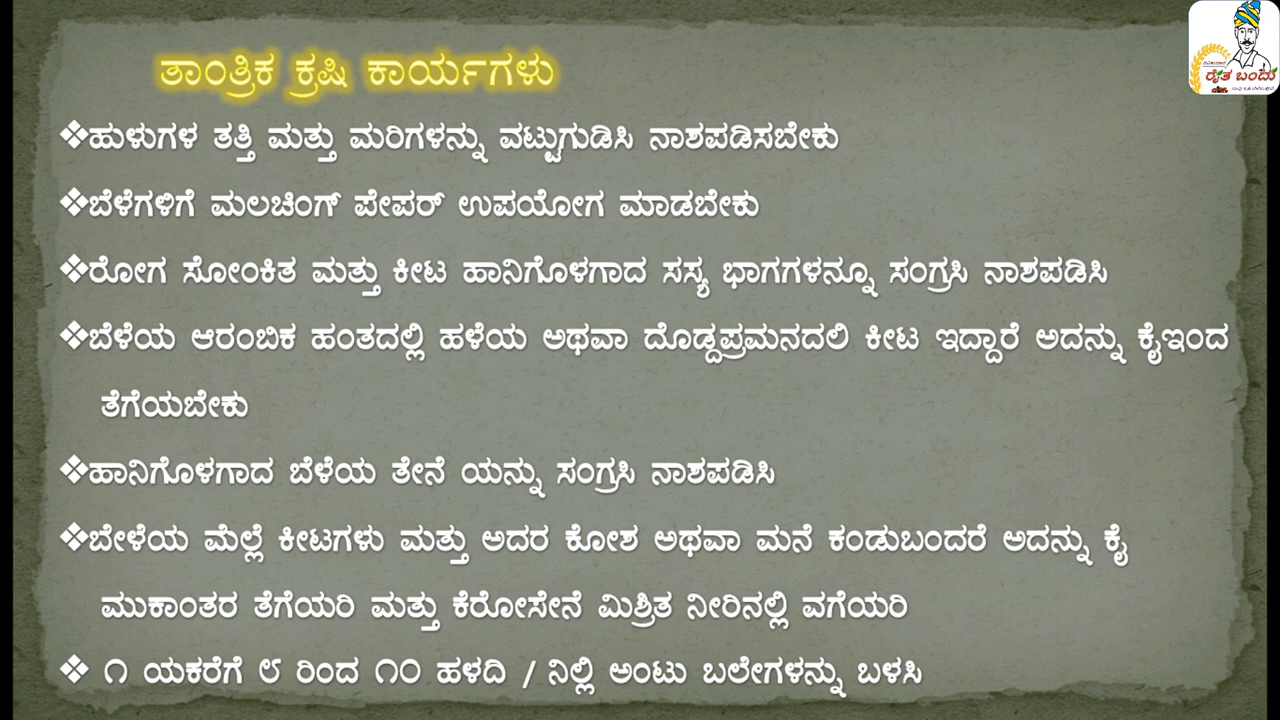 ರೈತ ಬಂದು
ತಾಂತ್ರಿಕ ಕ್ರಷಿ ಕಾರ್ಯಗಳು
❖ಹುಳುಗಳ ತತ್ತಿ ಮತ್ತು ಮರಿಗಳನ್ನು ವಟ್ಟುಗುಡಿಸಿ ನಾಶಪಡಿಸಬೇಕು
❖ಬೆಳೆಗಳಿಗೆ ಮಲಚಿಂಗ್ ಪೇಪರ್ ಉಪಯೋಗ ಮಾಡಬೇಕು
❖ರೋಗ ಸೋಂಕಿತ ಮತ್ತು ಕೀಟ ಹಾನಿಗೊಳಗಾದ ಸಸ್ಯ ಭಾಗಗಳನ್ನೂ ಸಂಗ್ರಸಿ ನಾಶಪಡಿಸಿ
❖ಬೆಳೆಯ ಆರಂಬಿಕ ಹಂತದಲ್ಲಿ ಹಳೆಯ ಅಥವಾ ದೊಡ್ದಪ್ರಮನದಲಿ ಕೀಟ ಇದ್ದಾರೆ ಅದನ್ನು ಕೈಇಂದ
ತೆಗೆಯಬೇಕು
❖ಹಾನಿಗೊಳಗಾದ ಬೆಳೆಯ ತೇನೆ ಯನ್ನು ಸಂಗ್ರಸಿ ನಾಶಪಡಿಸಿ
❖ಬೇಳೆಯ ಮೆಲ್ಲೆ ಕೀಟಗಳು ಮತ್ತು ಅದರ ಕೋಶ ಅಥವಾ ಮನೆ ಕಂಡುಬಂದರೆ ಅದನ್ನು ಕೈ
ಮುಕಾಂತರ ತೆಗೆಯರಿ ಮತ್ತು ಕೆರೋಸೇನೆ ಮಿಶ್ರಿತ ನೀರಿನಲ್ಲಿ ವಗೆಯರಿ
❖ ೧ ಯಕರೆಗೆ ೮ ರಿಂದ ೧೦ ಹಳದಿ / ನಿಲ್ಲಿ ಅಂಟು ಬಲೇಗಳನ್ನು ಬಳಸಿ